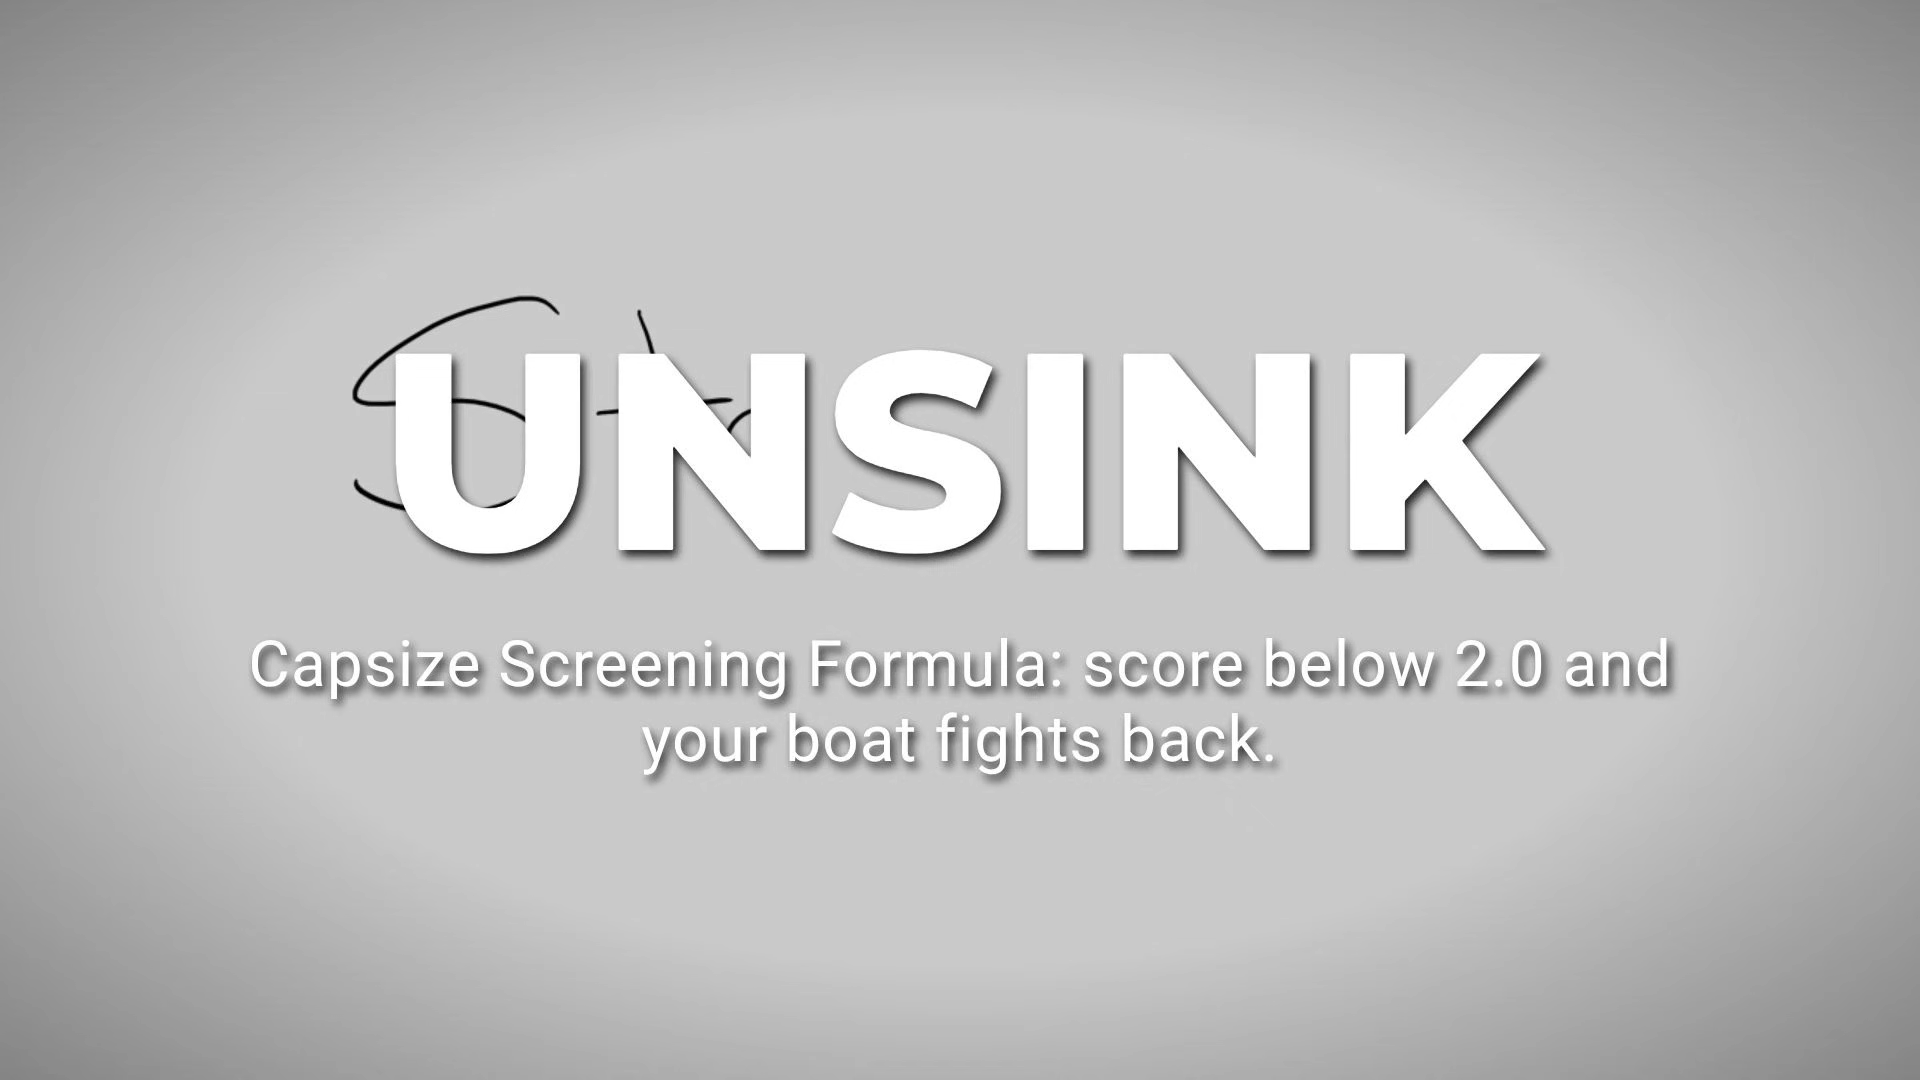 UNSINK
Capsize Screening Formula: score below 2.0 and
your boat fights back.